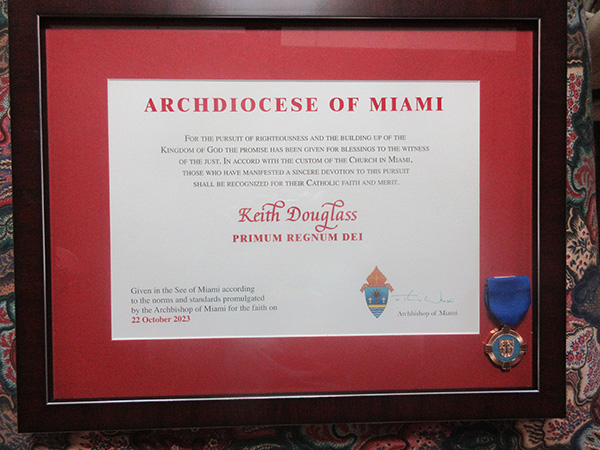 ARCHDIOCESE OF MIAMI
FOR THE PURSUIT OF RIGHTEOUSNESS AND THE BUILDING UP OF THE
KINGDOM OF GOD THE PROMISE HAS BEEN GIVEN FOR BLESSINGS TO THE WITNESS
OF THE JUST. IN ACCORD WITH THE CUSTOM OF THE CHURCH IN MIAMI,
THOSE WHO HAVE MANIFESTED A SINCERE DEVOTION TO THIS PURSUIT
SHALL BE RECOGNIZED FOR THEIR CATHOLIC FAITH AND MERIT.
Keith Douglass
PRIMUM REGNUM DEI
Given in the See of Miami according
to the norms and standards promulgated
by the Archbishop of Miami for the faith on
22 October 2023
Archbishop of Miami